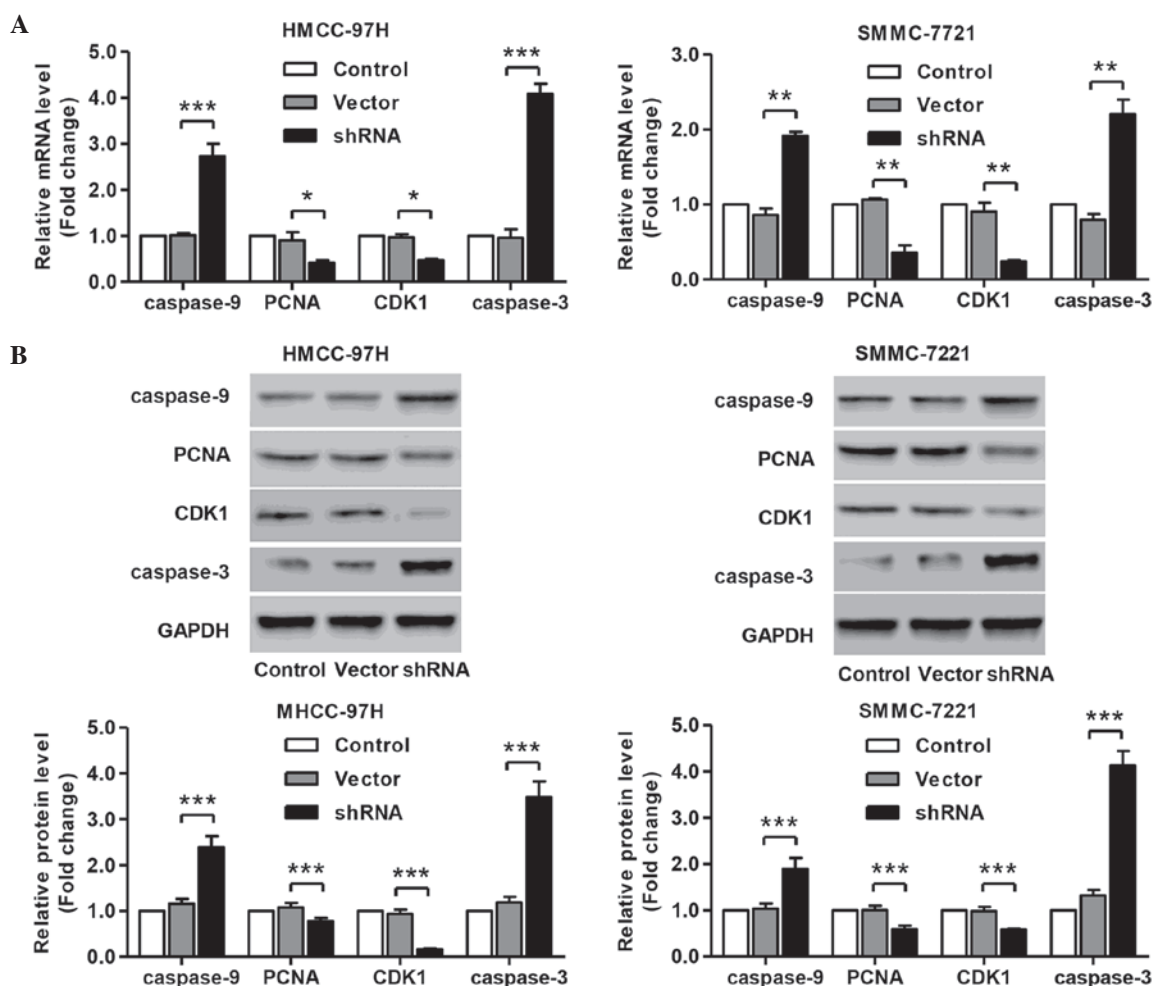 A
HMCC-97H
Relative mRNA level
(Fold change)
5.0
4.0
3.0
2.0
1.0
0.0
Control
Vector
shRNA
***
*
*
***
caspase-9 PCNA CDK1 caspase-3
SMMC-7721
Relative mRNA level
(Fold change)
3.0
2.0
1.0
0.0
Control
Vector
shRNA
**
**
**
**
caspase-9 PCNA CDK1 caspase-3
B
HMCC-97H
caspase-9
PCNA
CDK1
caspase-3
GAPDH
Control Vector shRNA
SMMC-7221
caspase-9
PCNA
CDK1
caspase-3
GAPDH
Control Vector shRNA
MHCC-97H
Relative protein level
(Fold change)
5.0
4.0
3.0
2.0
1.0
0.0
Control
Vector
shRNA
***
***
***
***
caspase-9 PCNA CDK1 caspase-3
SMMC-7221
Relative protein level
(Fold change)
5.0
4.0
3.0
2.0
1.0
0.0
Control
Vector
shRNA
***
***
***
***
caspase-9 PCNA CDK1 caspase-3